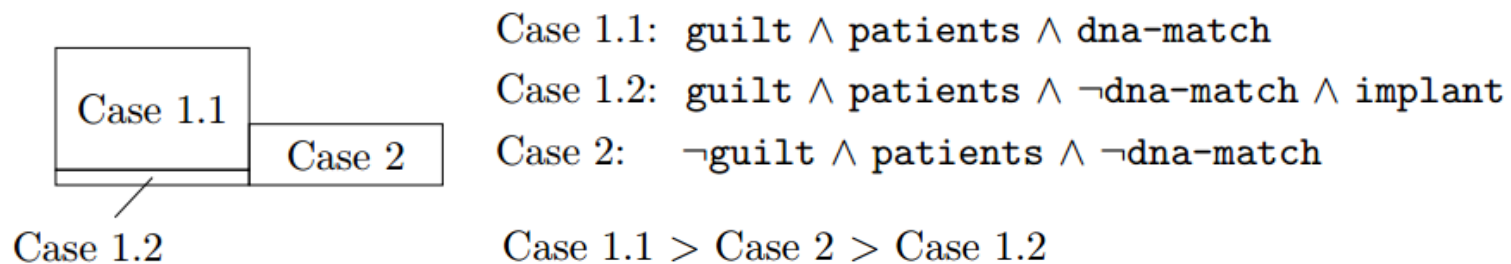 Case 1.1
Case 2
Case 1.2
Case 1.1: guilt ∧ patients ∧ dna-match
Case 1.2: guilt ∧ patients ∧ ¬dna-match ∧ implant
Case 2: ¬guilt ∧ patients ∧ ¬dna-match
Case 1.1 > Case 2 > Case 1.2